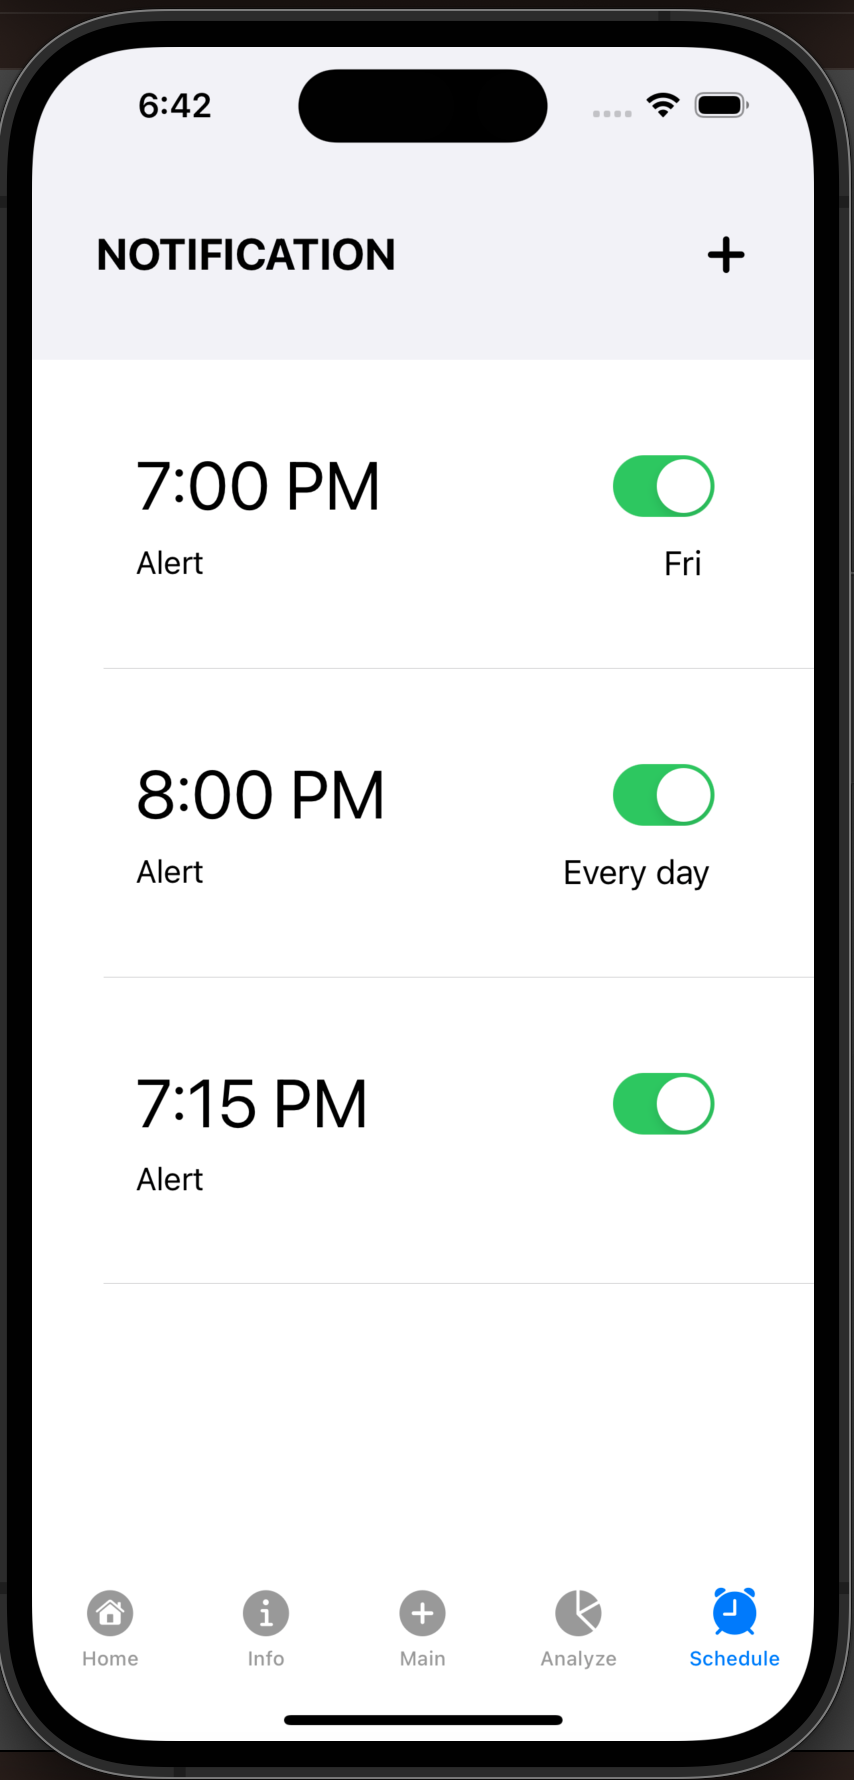 6:42
NOTIFICATION
7:00 PM
Alert
Fri
8:00 PM
Alert
Every day
7:15 PM
Alert
Home
Info
Main
Analyze
Schedule